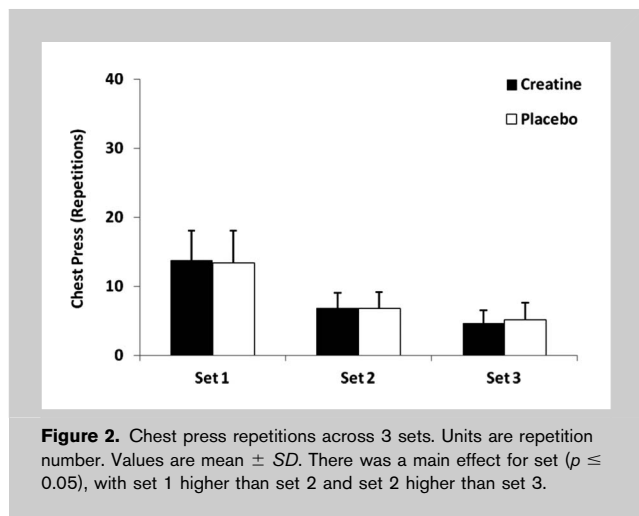 40
30
20
10
0
Chest Press (Repetitions)
Creatine
Placebo
Set 1
Set 2
Set 3
Figure 2. Chest press repetitions across 3 sets. Units are repetition
number. Values are mean ± SD. There was a main effect for set (p ≤
0.05), with set 1 higher than set 2 and set 2 higher than set 3.